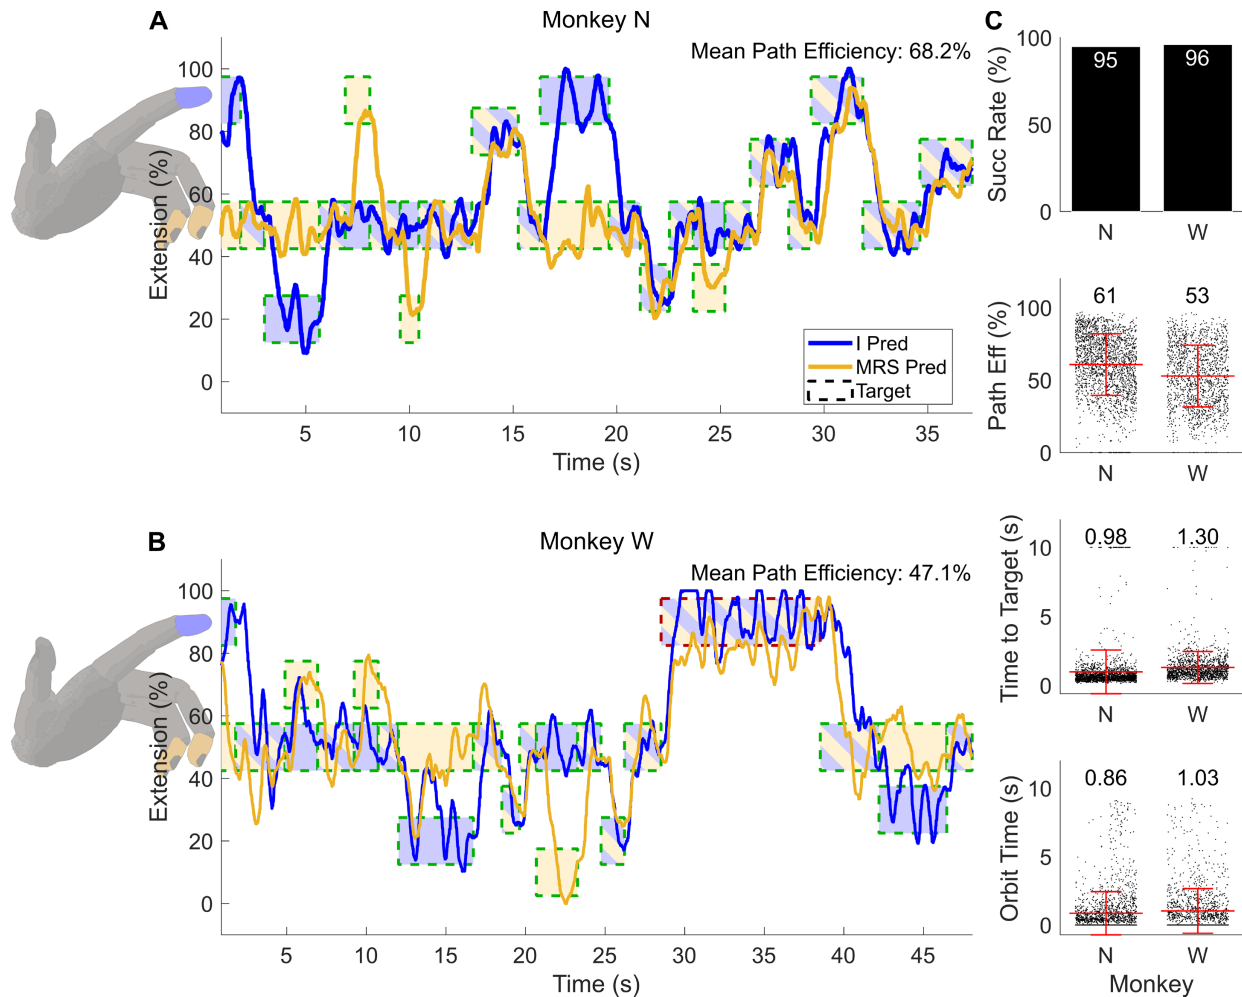 A
Monkey N
Mean Path Efficiency: 68.2%
Extension (%)
100
80
60
40
20
0
I Pred
MRS Pred
Target
5
10
15
20
25
30
35
Time (s)
B
Monkey W
Mean Path Efficiency: 47.1%
Extension (%)
100
80
60
40
20
0
5
10
15
20
25
30
35
40
45
Time (s)
C
Succ Rate (%)
100
50
0
95
96
N
W
Path Eff (%)
100
50
0
61
53
N
W
Time to Target (s)
10
5
0
0.98
1.30
N
W
Orbit Time (s)
10
5
0
0.86
1.03
N
W
Monkey